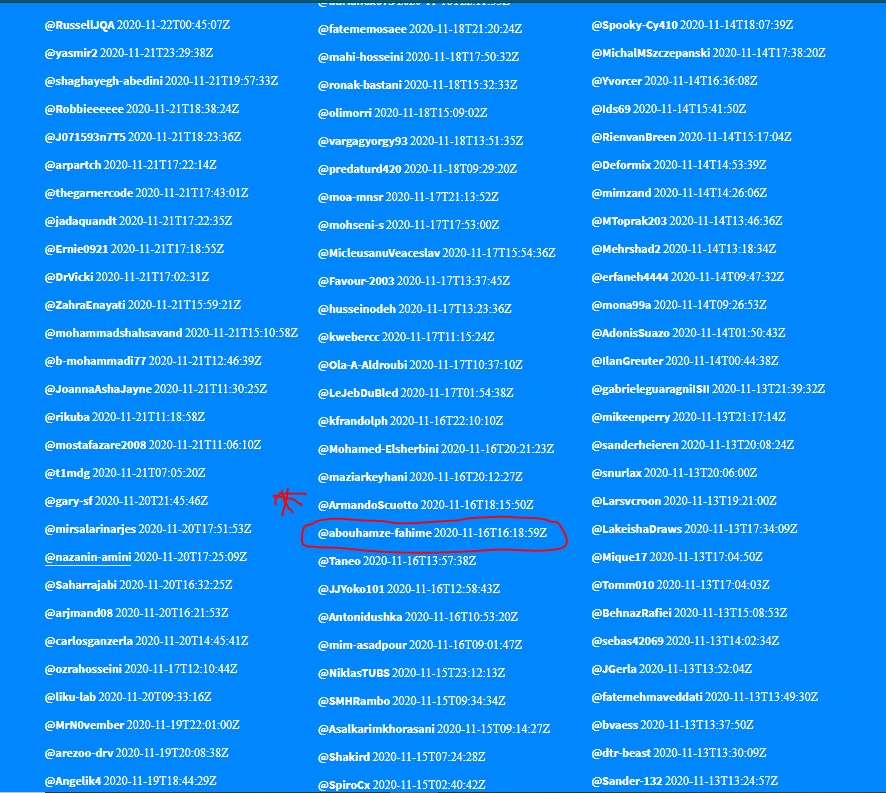 @RussellJQA 2020-11-22T00:45:07Z
@yasmir2 2020-11-21T23:29:38Z
@shaghayegh-abedini 2020-11-21T19:57:33Z
@Robbieeeeee 2020-11-21T18:38:24Z
@J071593n7T5 2020-11-21T18:23:36Z
@arpartch 2020-11-21T17:22:14Z
@thegarnercode 2020-11-21T17:43:01Z
@jadaquandt 2020-11-21T17:22:35Z
@Ernie0921 2020-11-21T17:18:55Z
@DrVicki 2020-11-21T17:02:31Z
@ZahraEnayati 2020-11-21T15:59:21Z
@mohammadshahsavand 2020-11-21T15:10:58Z
@b-mohammadi77 2020-11-21T12:46:39Z
@JoannaAshaJayne 2020-11-21T11:30:25Z
@rikuba 2020-11-21T11:18:58Z
@mostafazare2008 2020-11-21T11:06:10Z
@t1mdg 2020-11-21T07:05:20Z
@gary-sf 2020-11-20T21:45:46Z
@mirsalarinarjes 2020-11-20T17:51:53Z
@nazanin-amini 2020-11-20T17:25:09Z
@Saharrajabi 2020-11-20T16:32:25Z
@arjmand08 2020-11-20T16:21:53Z
@carlosganzerla 2020-11-20T14:45:41Z
@ozrahosseini 2020-11-17T12:10:44Z
@liku-lab 2020-11-20T09:33:16Z
@MrN0vember 2020-11-19T22:01:00Z
@arezoo-drv 2020-11-19T20:08:38Z
@Angelik4 2020-11-19T18:44:29Z
@fatememosaee 2020-11-18T21:20:24Z
@mahi-hosseini 2020-11-18T17:50:32Z
@ronak-bastani 2020-11-18T15:32:33Z
@olimorri 2020-11-18T15:09:02Z
@vargagyorgy93 2020-11-18T13:51:35Z
@predaturd420 2020-11-18T09:29:20Z
@moa-mnsr 2020-11-17T21:13:52Z
@mohseni-s 2020-11-17T17:53:00Z
@MicleusanuVeaceslav 2020-11-17T15:54:36Z
@Favour-2003 2020-11-17T13:37:45Z
@husseinodeh 2020-11-17T13:23:36Z
@kwebercc 2020-11-17T11:15:24Z
@Ola-A-Aldroubi 2020-11-17T10:37:10Z
@LeJebDuBled 2020-11-17T01:54:38Z
@kfrandolph 2020-11-16T22:10:10Z
@Mohamed-Elsherbini 2020-11-16T20:21:23Z
@maziarkeyhani 2020-11-16T20:12:27Z
@ArmandoScuotto 2020-11-16T18:15:50Z
@abouhamze-fahime 2020-11-16T16:18:59Z
@Taneo 2020-11-16T13:57:38Z
@JJYoko101 2020-11-16T12:58:43Z
@Antonidushka 2020-11-16T10:53:20Z
@mim-asadpour 2020-11-16T09:01:47Z
@NiklasTUBS 2020-11-15T23:12:13Z
@SMHRambo 2020-11-15T09:34:34Z
@Asalkarimkhorasani 2020-11-15T09:14:27Z
@Shakird 2020-11-15T07:24:28Z
@SpiroCx 2020-11-15T02:40:42Z
@Spooky-Cy410 2020-11-14T18:07:39Z
@MichalMSzczepanski 2020-11-14T17:38:20Z
@Yvorcer 2020-11-14T16:36:08Z
@Ids69 2020-11-14T15:41:50Z
@RienvanBreen 2020-11-14T15:17:04Z
@Deformix 2020-11-14T14:53:39Z
@mimzand 2020-11-14T14:26:06Z
@MToprak203 2020-11-14T13:46:36Z
@Mehrshad2 2020-11-14T13:18:34Z
@erfaneh4444 2020-11-14T09:47:32Z
@mona99a 2020-11-14T09:26:53Z
@AdonisSuazo 2020-11-14T01:50:43Z
@IlanGreuter 2020-11-14T00:44:38Z
@gabrieleguaragniISII 2020-11-13T21:39:32Z
@mikeenperry 2020-11-13T21:17:14Z
@sanderheieren 2020-11-13T20:08:24Z
@snurlax 2020-11-13T20:06:00Z
@Larsvcroon 2020-11-13T19:21:00Z
@LakeishaDraws 2020-11-13T17:34:09Z
@Mique17 2020-11-13T17:04:50Z
@Tomm010 2020-11-13T17:04:03Z
@BehnazRafiei 2020-11-13T15:08:53Z
@sebas42069 2020-11-13T14:02:34Z
@JGerla 2020-11-13T13:52:04Z
@fatemehmaveddati 2020-11-13T13:49:30Z
@bvaess 2020-11-13T13:37:50Z
@dtr-beast 2020-11-13T13:30:09Z
@Sander-132 2020-11-13T13:24:57Z